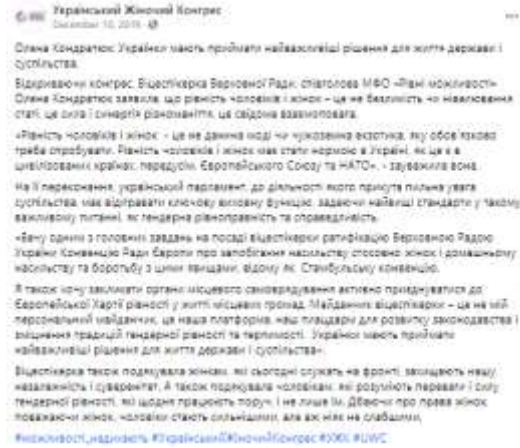 Український Жіночий Конгрес
December 10, 2019
Олена Кондратюк: Українки мають приймати найважливіші рішення для життя держави і
суспільства.
Відкриваючи конгрес, Віцеспікерка Верховної Ради, співголова МФО «Рівні можливості»
Олена Кондратюк заявила, що рівність чоловіків і жінок – це не безликість чи нівелювання
статі, це сила і синергія різноманіття, це свідома взаємоповага.
«Рівність чоловіків і жінок - це не данина моді чи чужоземна екзотика, яку обов'язково
треба спробувати. Рівність чоловіків і жінок має стати нормою в Україні, як це є в
цивілізованих країнах, передусім, Європейського Союзу та НАТО», - зауважила вона.
На її переконання, український парламент, до діяльності якого прикута пильна увага
суспільства, має відігравати ключову виховну функцію, задаючи найвищі стандарти у такому
важливому питанні, як гендерна рівноправність та справедливість.
«Бачу одним з головних завдань на посаді віцеспікерки ратифікацію Верховною Радою
України Конвенцію Ради Європи про запобігання насильству стосовно жінок і домашньому
насильству та боротьбу з цими явищами, відому як Стамбульську конвенцію.
Я також хочу закликати органи місцевого самоврядування активно приєднуватися до
Європейської Хартії рівності у житті місцевих громад. Майданчик віцеспікерки – це не мій
персональний майданчик, це наша платформа, наш плацдарм для розвитку законодавства і
зміцнення традицій гендерної рівності та терпимості. Українки мають приймати
найважливіші рішення для життя держави і суспільства».
Віцеспікерка також подякувала жінкам, які сьогодні служать на фронті, захищають нашу
незалежність і суверенітет. А також подякувала чоловікам, які розуміють переваги і силу
гендерної рівності, які щодня працюють поруч, і не лише їм. Дбаючи про права жінок,
поважаючи жінок, чоловіки стають сильнішими, але аж ніяк не слабшими.
#можливості_надихають #УкраїнськийЖіночийКонгрес #УЖК #UWC